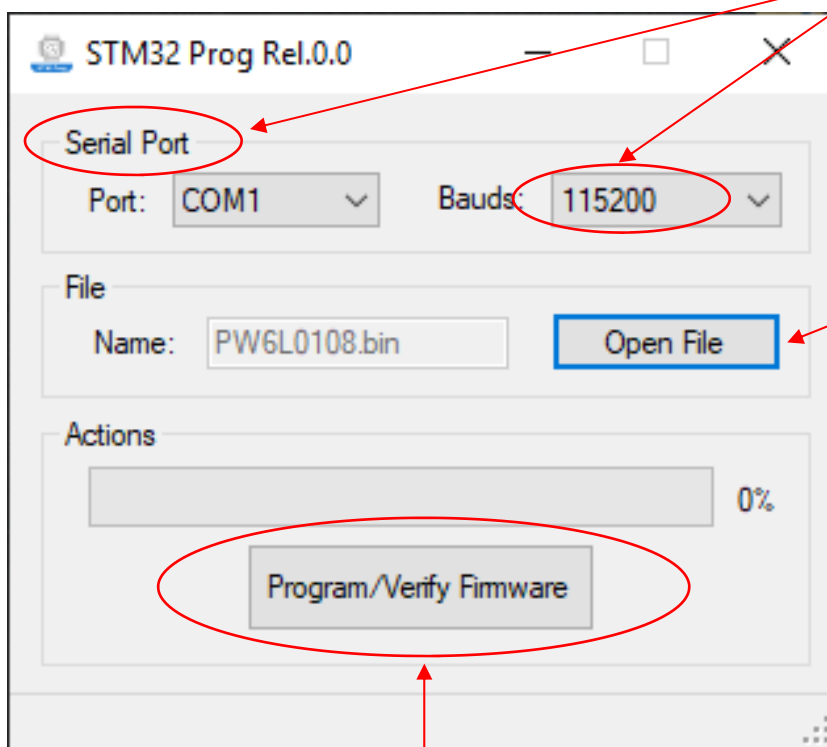 STM32 Prog Rel.0.0
Serial Port
Port: COM1 Bauds: 115200
File
Name: PW6L0108.bin Open File
Actions
0%
Program/Verify Firmware